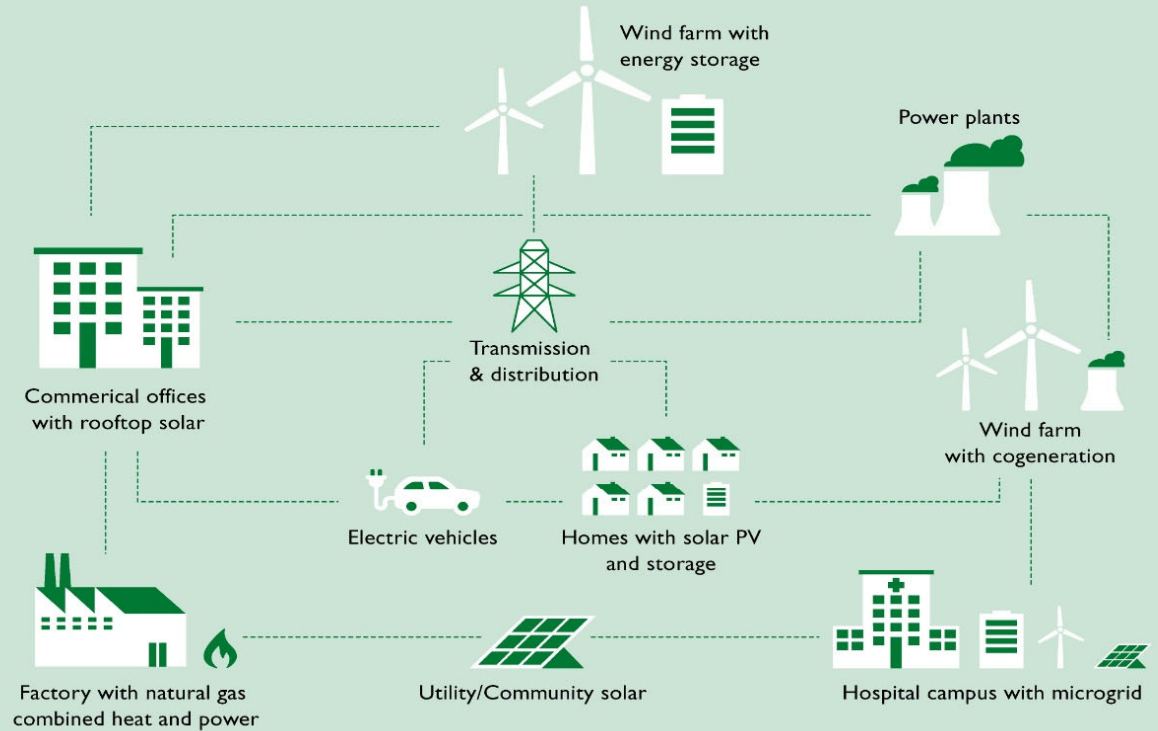 Wind farm with
energy storage
Power plants
Transmission
& distribution
Commerical offices
with rooftop solar
Wind farm
with cogeneration
Electric vehicles
Homes with solar PV
and storage
Factory with natural gas
combined heat and power
Utility/Community solar
Hospital campus with microgrid